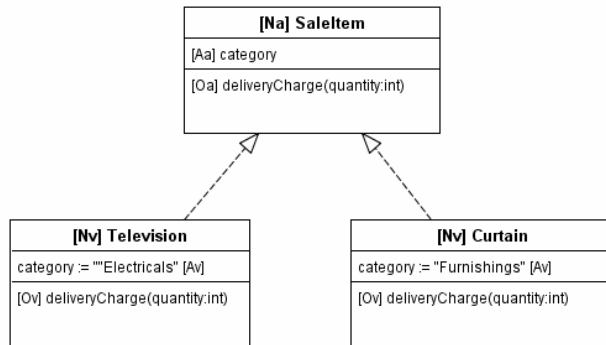 [Na] SaleItem
[Aa] category
[Oa] deliveryCharge(quantity:int)
[Nv] Television
category := ""Electricals" [Av]
[Ov] deliveryCharge(quantity:int)
[Nv] Curtain
category := "Furnishings" [Av]
[Ov] deliveryCharge(quantity:int)